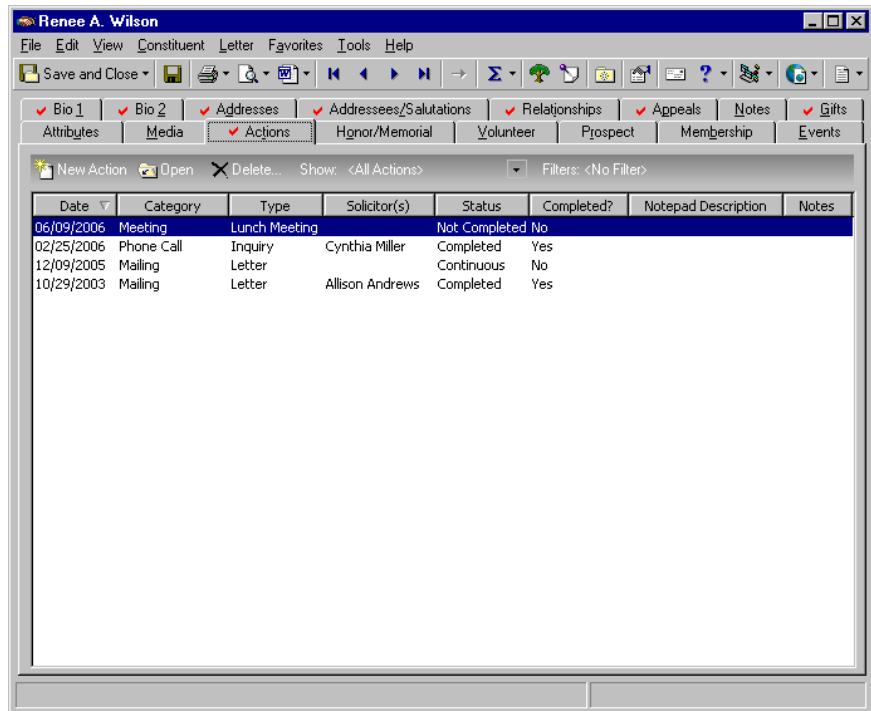 Renee A. Wilson
File Edit View Constituent Letter Favorites Tools Help
Save and Close
Bio 1 Bio 2 Addresses Addressees/Salutations Relationships Appeals Notes Gifts
Attributes Media Actions Honor/Memorial Volunteer Prospect Membership Events
New Action Open Delete... Show: <All Actions> Filters: <No Filter>
Date Category Type Solicitor(s) Status Completed? Notepad Description Notes
06/09/2006 Meeting Lunch Meeting Not Completed No
02/25/2006 Phone Call Inquiry Cynthia Miller Completed Yes
12/09/2005 Mailing Letter Continuous No
10/29/2003 Mailing Letter Allison Andrews Completed Yes